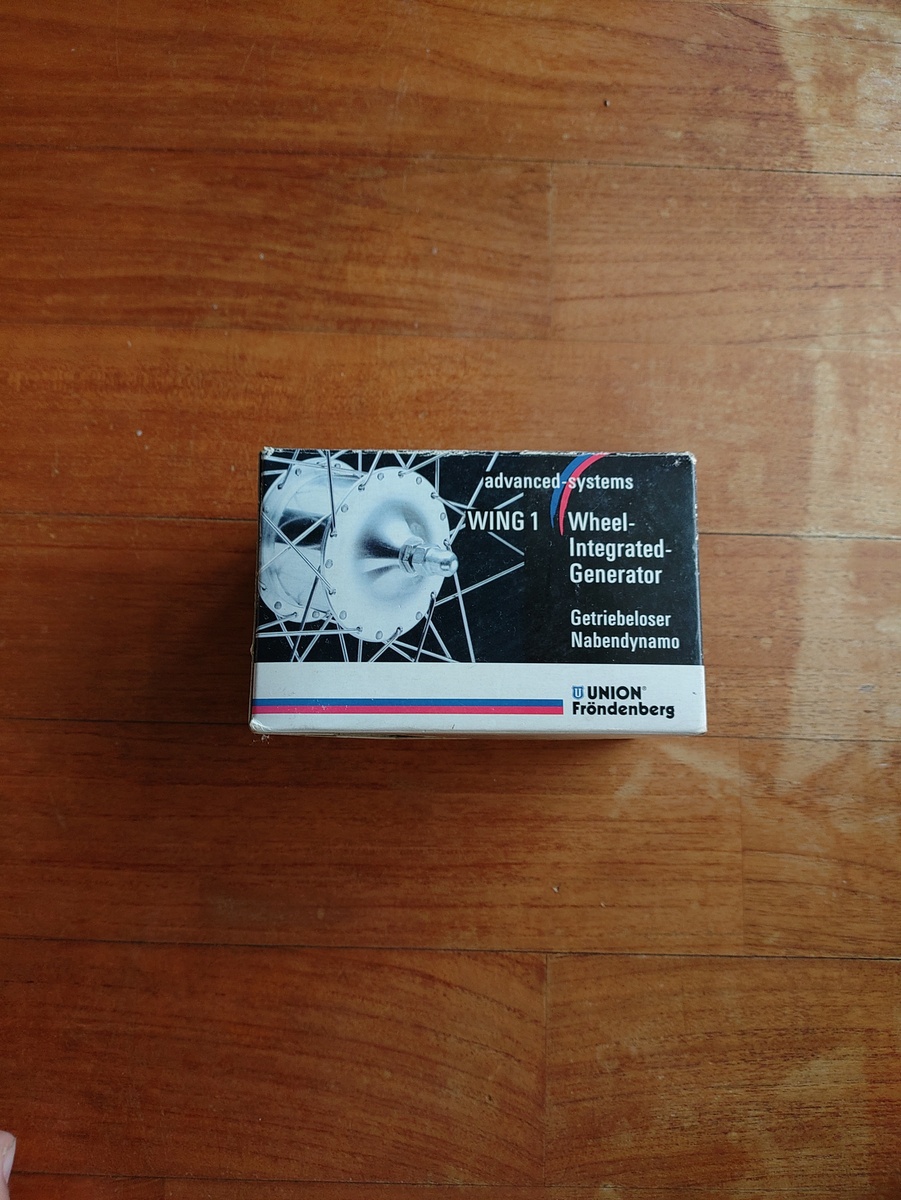 advanced-systems
WING 1 Wheel-
Integrated-
Generator
Getriebeloser
Nabendynamo
U UNION®
Fröndenberg